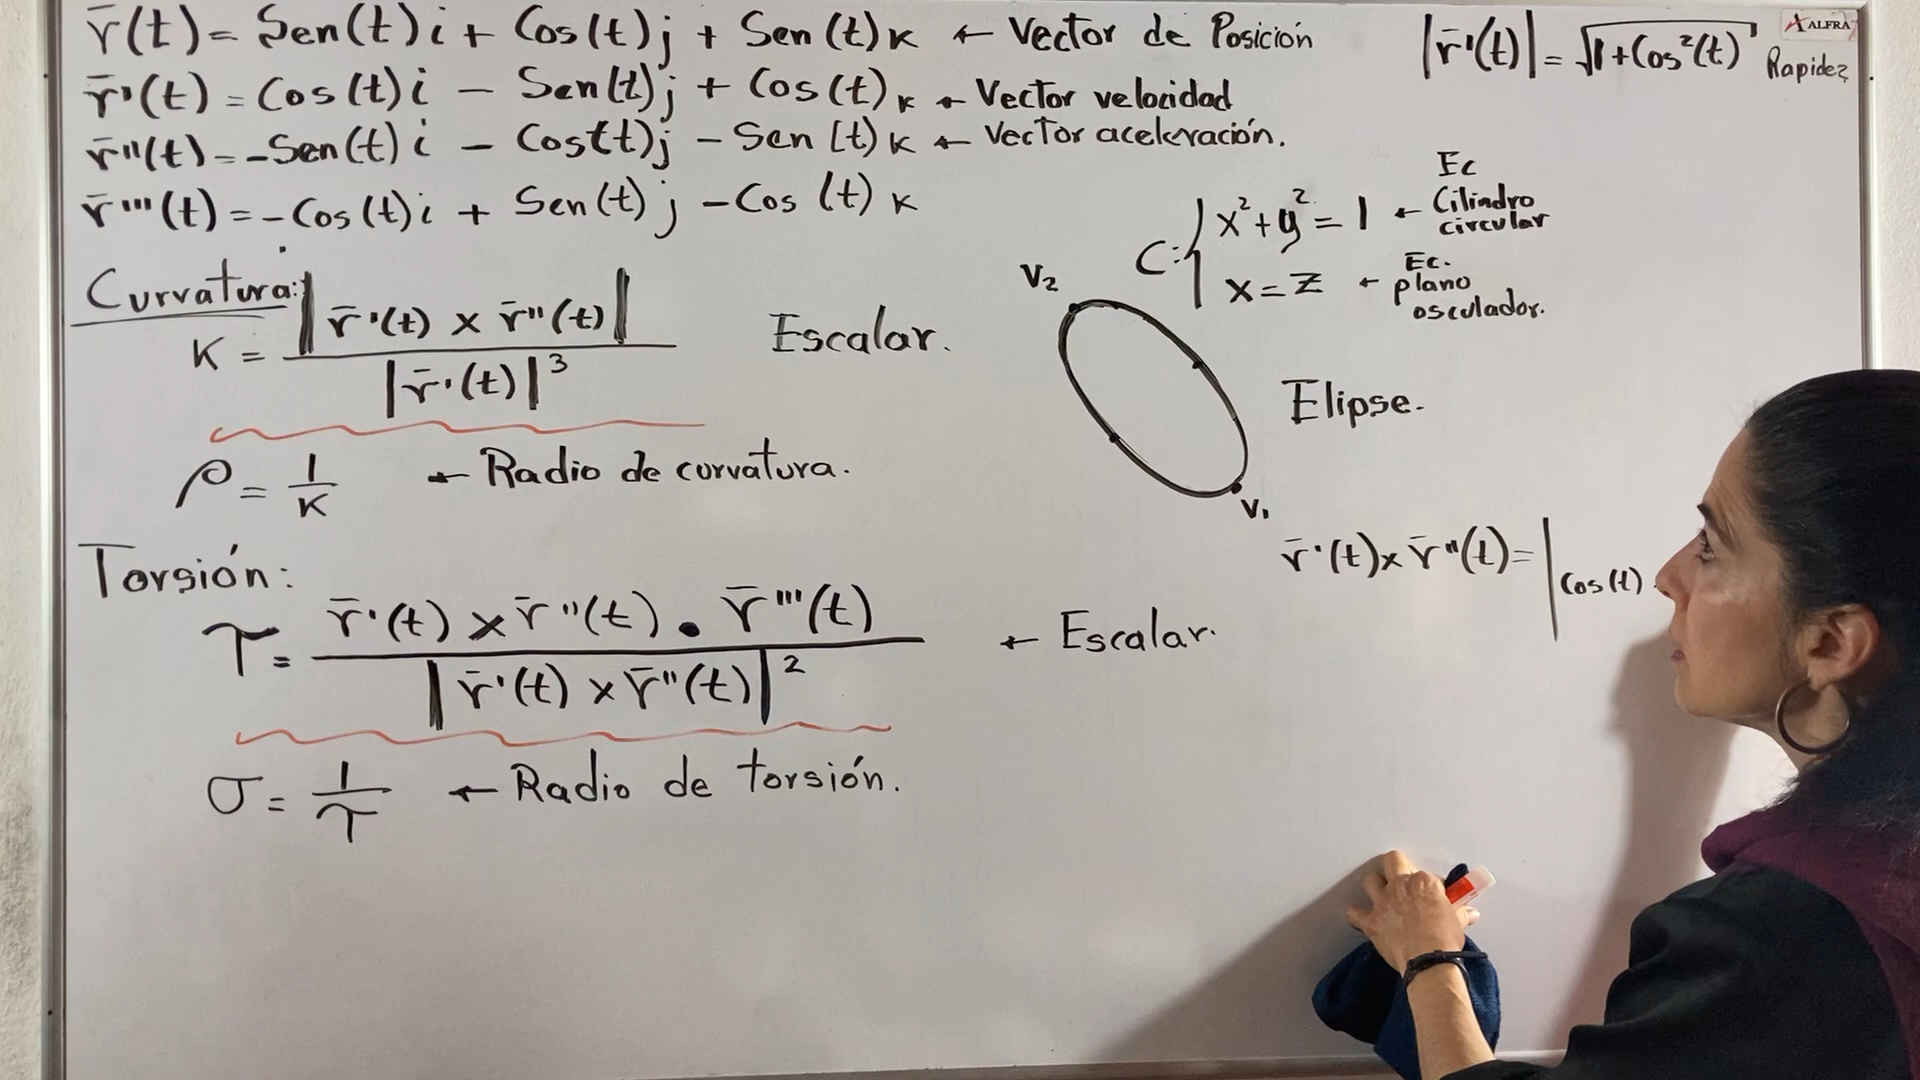 r̄(t)= Sen(t)i + Cos(t)j + Sen(t)k ← Vector de Posición
r̄'(t) = Cos(t)i − Sen(t)j + Cos(t)k ← Vector velocidad
r̄''(t) = -Sen(t)i − Cos(t)j − Sen(t)k ← Vector aceleración.
r̄'''(t) = -Cos(t)i + Sen(t)j − Cos(t)k
|r̄'(t)| = √1+Cos²(t) Rapidez
ALFRA
Curvatura:
K = |r̄'(t) x r̄''(t)| / |r̄'(t)|³ Escalar.
ρ = 1/K ← Radio de curvatura.
Torsión:
T = r̄'(t) x r̄''(t) • r̄'''(t) / |r̄'(t) x r̄''(t)|² ← Escalar.
σ = 1/T ← Radio de torsión.
C: { x²+y² = 1 ← Ec Cilindro circular
x = z ← Ec. plano osculador.
V₂
Elipse.
V₁
r̄'(t) x r̄''(t) = | Cos(t)